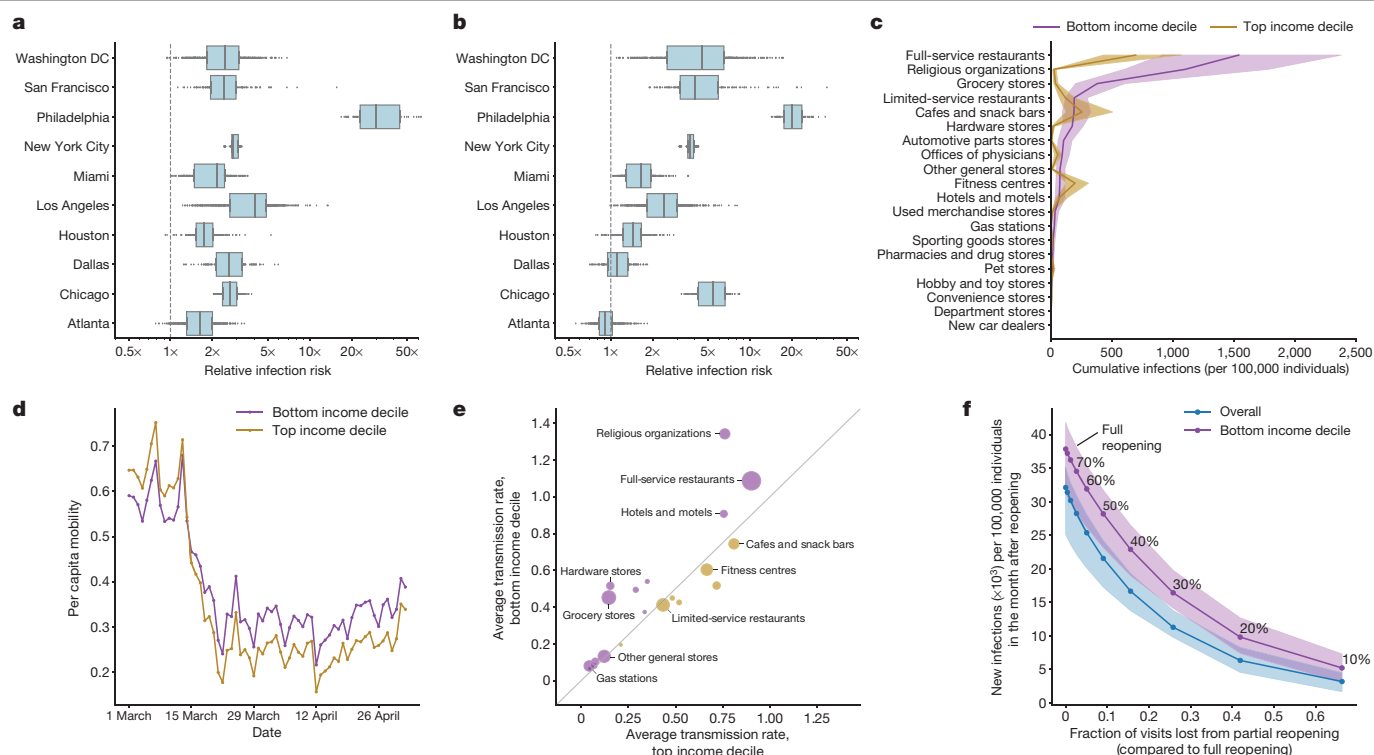 a
Washington DC
San Francisco
Philadelphia
New York City
Miami
Los Angeles
Houston
Dallas
Chicago
Atlanta
0.5× 1× 2× 5× 10× 20× 50×
Relative infection risk
b
Washington DC
San Francisco
Philadelphia
New York City
Miami
Los Angeles
Houston
Dallas
Chicago
Atlanta
0.5× 1× 2× 5× 10× 20× 50×
Relative infection risk
c
Bottom income decile Top income decile
Full-service restaurants
Religious organizations
Grocery stores
Limited-service restaurants
Cafes and snack bars
Hardware stores
Automotive parts stores
Offices of physicians
Other general stores
Fitness centres
Hotels and motels
Used merchandise stores
Gas stations
Sporting goods stores
Pharmacies and drug stores
Pet stores
Hobby and toy stores
Convenience stores
Department stores
New car dealers
0 500 1,000 1,500 2,000 2,500
Cumulative infections (per 100,000 individuals)
d
Bottom income decile
Top income decile
Per capita mobility
0.7
0.6
0.5
0.4
0.3
0.2
1 March 15 March 29 March 12 April 26 April
Date
e
Average transmission rate,
bottom income decile
1.4
1.2
1.0
0.8
0.6
0.4
0.2
0
Religious organizations
Full-service restaurants
Hotels and motels
Cafes and snack bars
Hardware stores
Fitness centres
Grocery stores
Limited-service restaurants
Other general stores
Gas stations
0 0.25 0.50 0.75 1.00 1.25
Average transmission rate,
top income decile
f
Overall
Bottom income decile
New infections (×10³) per 100,000 individuals
in the month after reopening
40
35
30
25
20
15
10
5
0
Full
reopening
70%
60%
50%
40%
30%
20%
10%
0 0.1 0.2 0.3 0.4 0.5 0.6
Fraction of visits lost from partial reopening
(compared to full reopening)